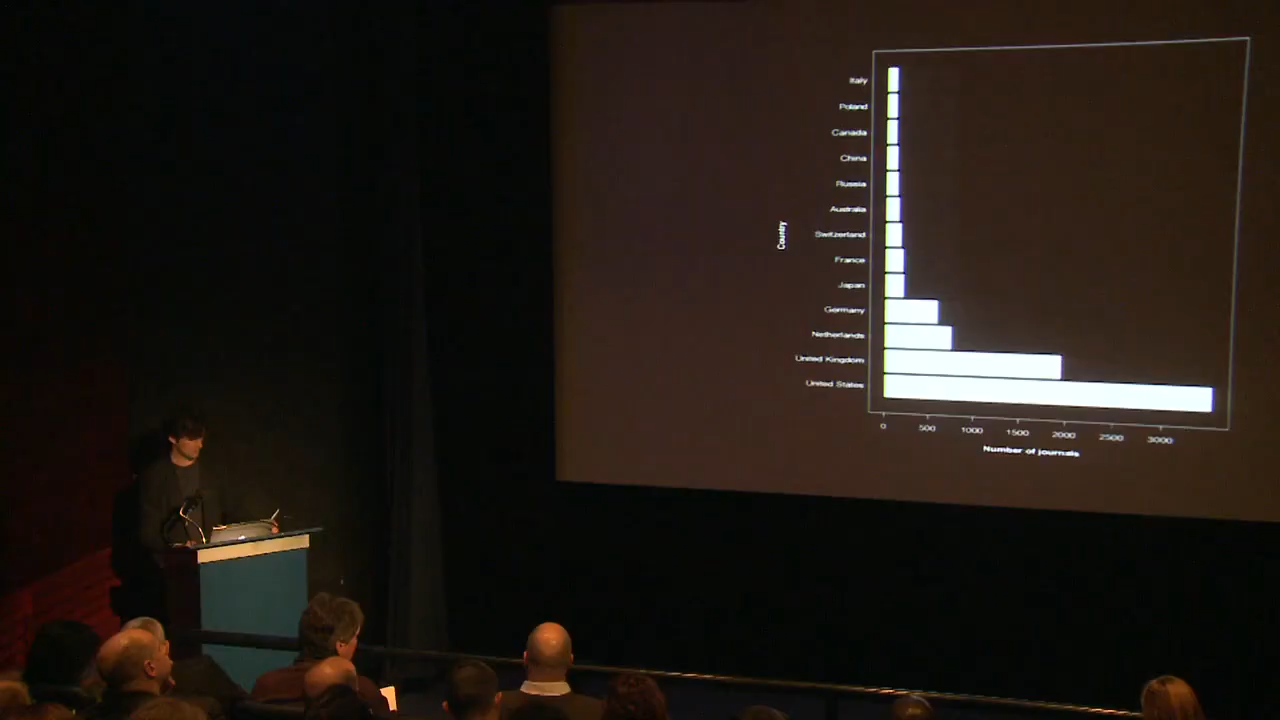 Italy
Poland
Canada
China
Russia
Australia
Switzerland
France
Japan
Germany
Netherlands
United Kingdom
United States
Country
0 500 1000 1500 2000 2500 3000
Number of journals